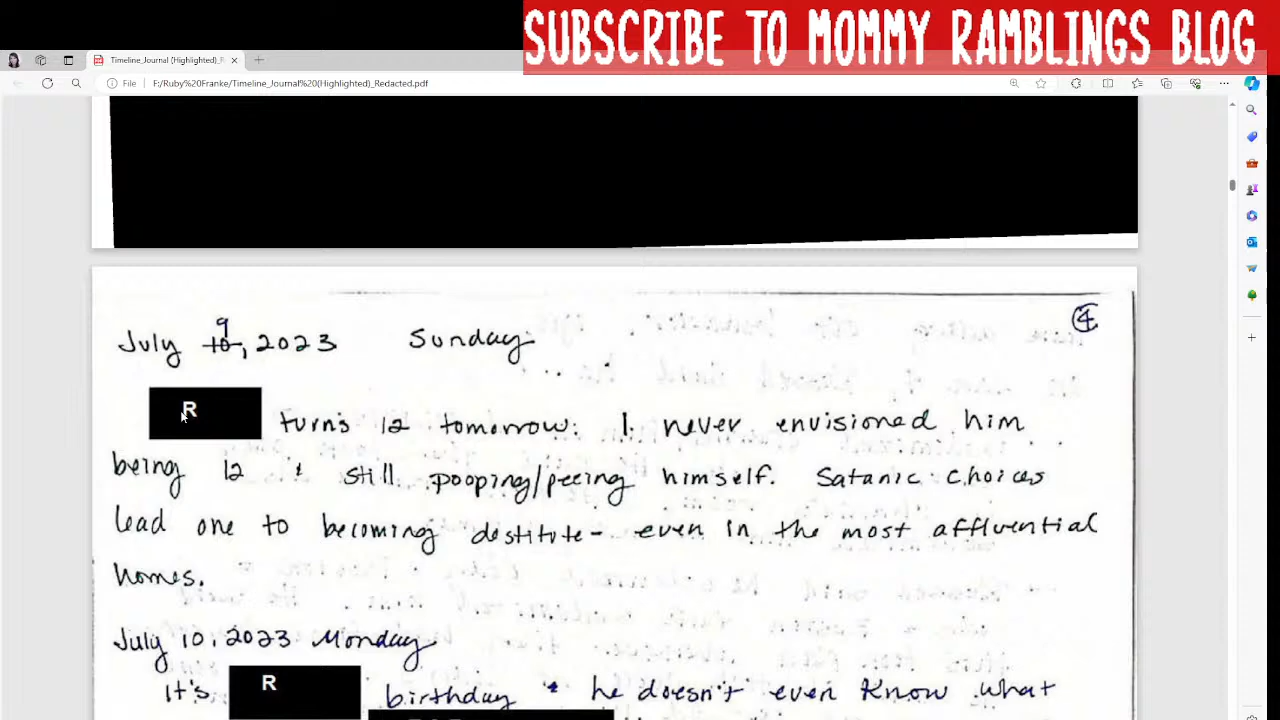 SUBSCRIBE TO MOMMY RAMBLINGS BLOG
Timeline_Journal (Highlighted)_R
File F:/Ruby%20Franke/Timeline_Journal%20(Highlighted)_Redacted.pdf
4
July 9 10, 2023 Sunday
R turns 12 tomorrow. I never envisioned him
being 12 & still pooping/peeing himself. Satanic choices
lead one to becoming destitute- even in the most affluential
homes.
July 10, 2023 Monday
It's R birthday & he doesn't even know what